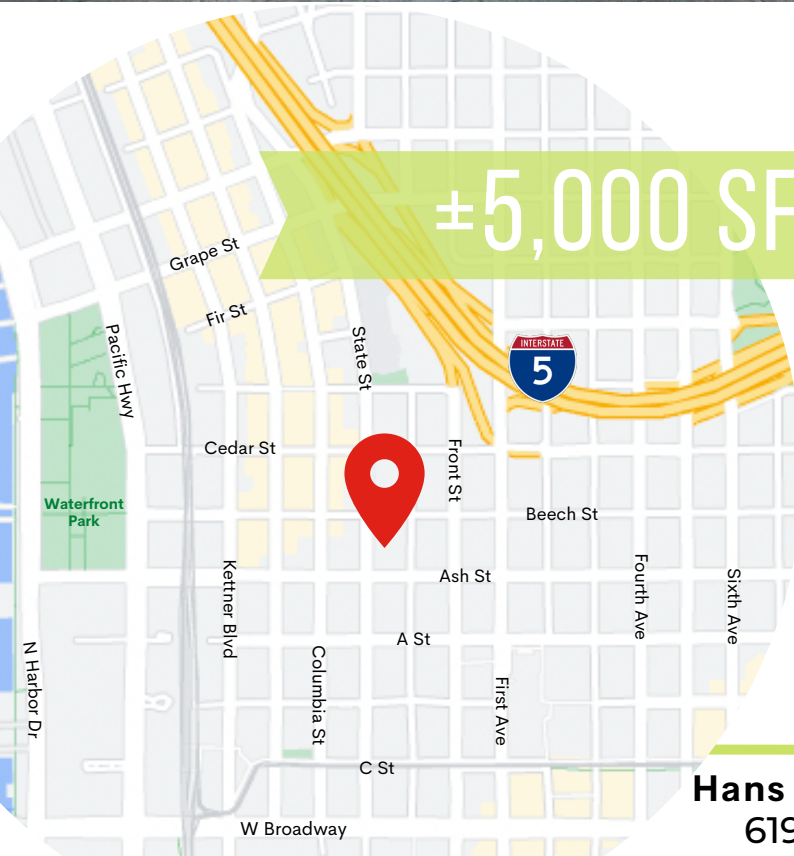 ±5,000 SF
Grape St
Fir St
Pacific Hwy
State St
INTERSTATE
5
Cedar St
Front St
Waterfront
Park
Beech St
Ash St
Kettner Blvd
Fourth Ave
Sixth Ave
A St
N Harbor Dr
Columbia St
First Ave
C St
Hans
619
W Broadway